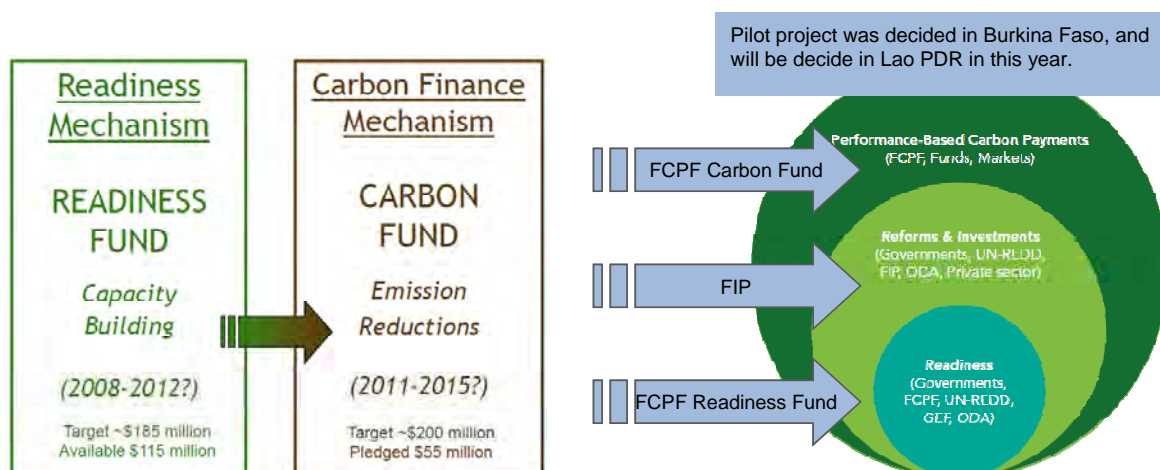 Readiness
Mechanism
READINESS
FUND
Capacity
Building
(2008-2012?)
Target ~$185 million
Available $115 million
Carbon Finance
Mechanism
CARBON
FUND
Emission
Reductions
(2011-2015?)
Target ~$200 million
Pledged $55 million
Pilot project was decided in Burkina Faso, and
will be decide in Lao PDR in this year.
FCPF Carbon Fund
Performance-Based Carbon Payments
(FCPF, Funds, Markets)
FIP
Reforms & Investments
(Governments, UN-REDD,
FIP, ODA, Private sector)
FCPF Readiness Fund
Readiness
(Governments,
FCPF, UN-REDD,
GEF, ODA)